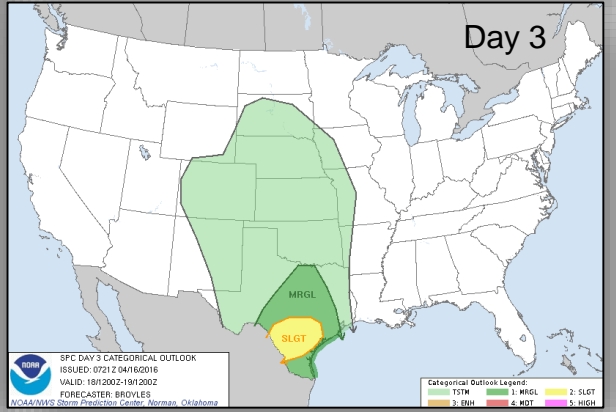 Day 3
MRGL
SLGT
NOAA
SPC DAY 3 CATEGORICAL OUTLOOK
ISSUED: 0721Z 04/16/2016
VALID: 18/1200Z-19/1200Z
FORECASTER: BROYLES
NOAA/NWS Storm Prediction Center, Norman, Oklahoma
Categorical Outlook Legend:
TSTM 1: MRGL 2: SLGT
3: ENH 4: MDT 5: HIGH